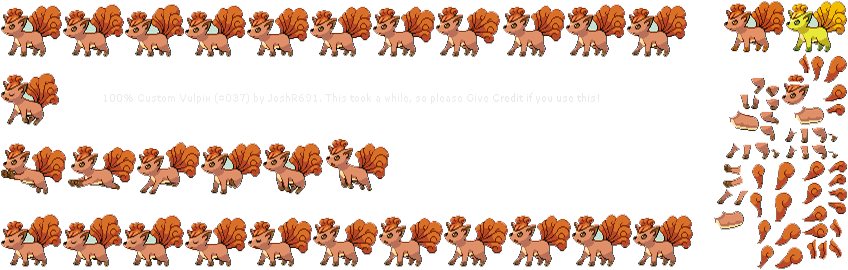 100% Custom Vulpix (#037) by JoshR691. This took a while, so please Give Credit if you use this!